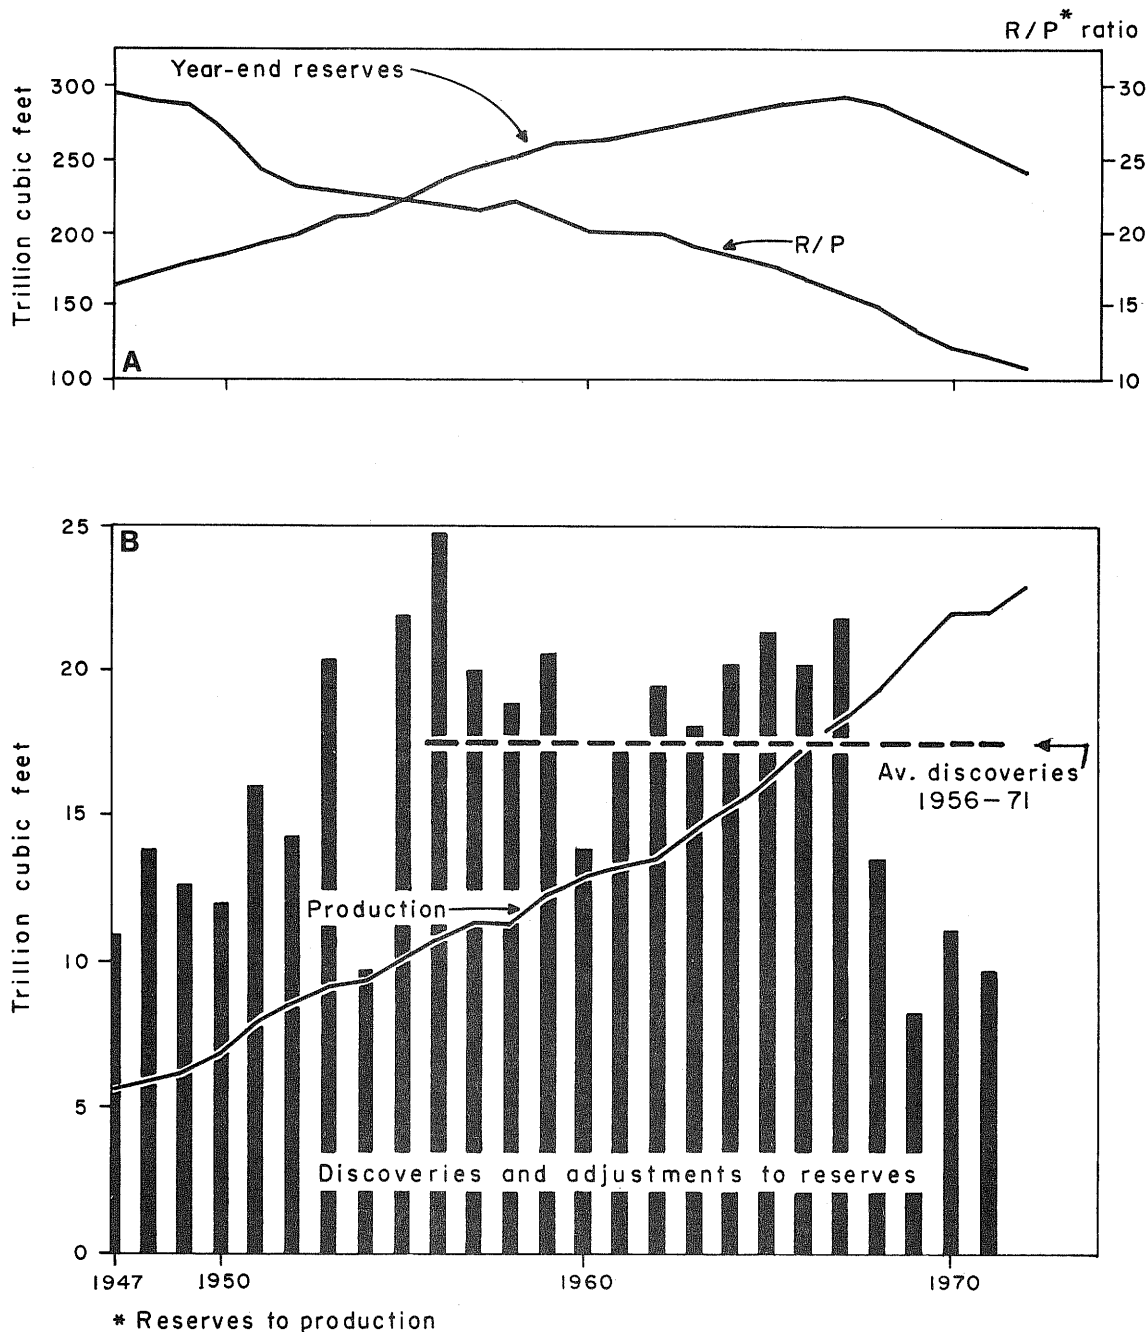 R/P* ratio
Year-end reserves
Trillion cubic feet
300
250
200
150
100
30
25
20
15
10
R/P
A
B
25
20
15
10
5
0
Trillion cubic feet
Av. discoveries
1956-71
Production
Discoveries and adjustments to reserves
1947
1950
1960
1970
* Reserves to production